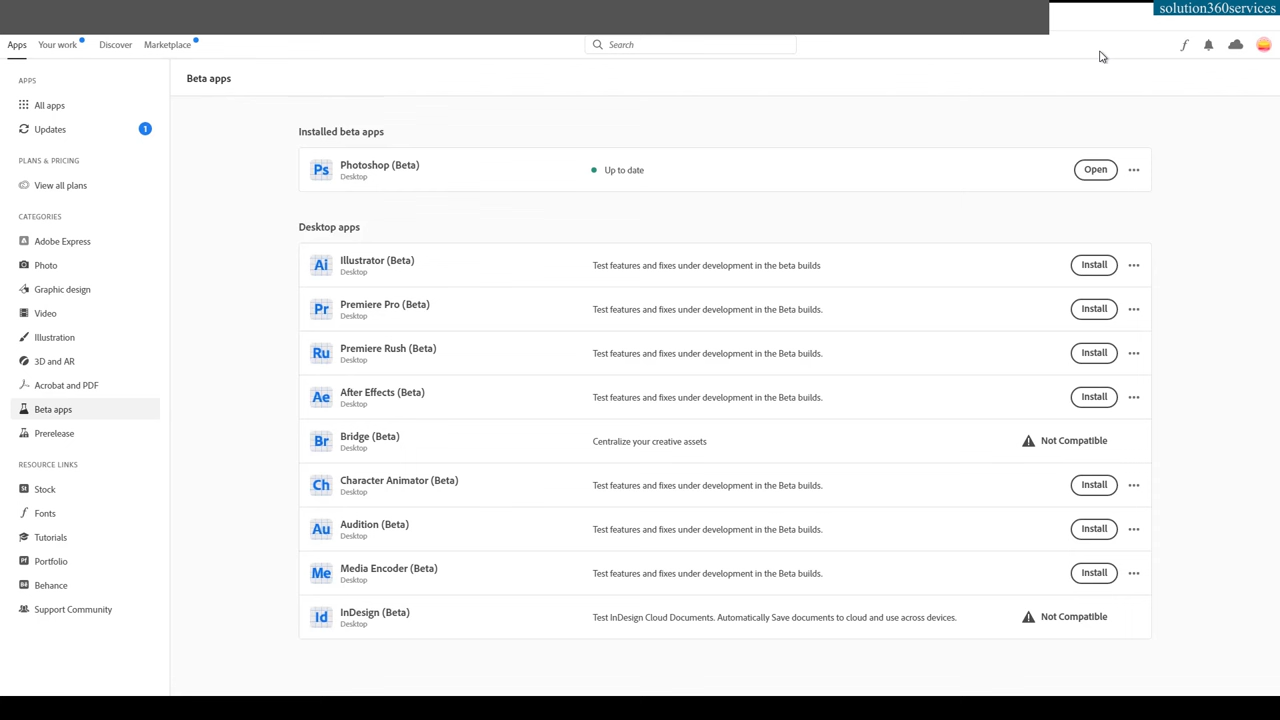 solution360services
Apps Your work Discover Marketplace Search
APPS
All apps
Updates 1
PLANS & PRICING
View all plans
CATEGORIES
Adobe Express
Photo
Graphic design
Video
Illustration
3D and AR
Acrobat and PDF
Beta apps
Prerelease
RESOURCE LINKS
Stock
Fonts
Tutorials
Portfolio
Behance
Support Community
Beta apps
Installed beta apps
Ps Photoshop (Beta) Up to date Open
Desktop
Desktop apps
Ai Illustrator (Beta) Test features and fixes under development in the beta builds Install
Desktop
Pr Premiere Pro (Beta) Test features and fixes under development in the Beta builds. Install
Desktop
Ru Premiere Rush (Beta) Test features and fixes under development in the Beta builds. Install
Desktop
Ae After Effects (Beta) Test features and fixes under development in the Beta builds. Install
Desktop
Br Bridge (Beta) Centralize your creative assets Not Compatible
Desktop
Ch Character Animator (Beta) Test features and fixes under development in the Beta builds. Install
Desktop
Au Audition (Beta) Test features and fixes under development in the Beta builds. Install
Desktop
Me Media Encoder (Beta) Test features and fixes under development in the Beta builds. Install
Desktop
Id InDesign (Beta) Test InDesign Cloud Documents. Automatically Save documents to cloud and use across devices. Not Compatible
Desktop